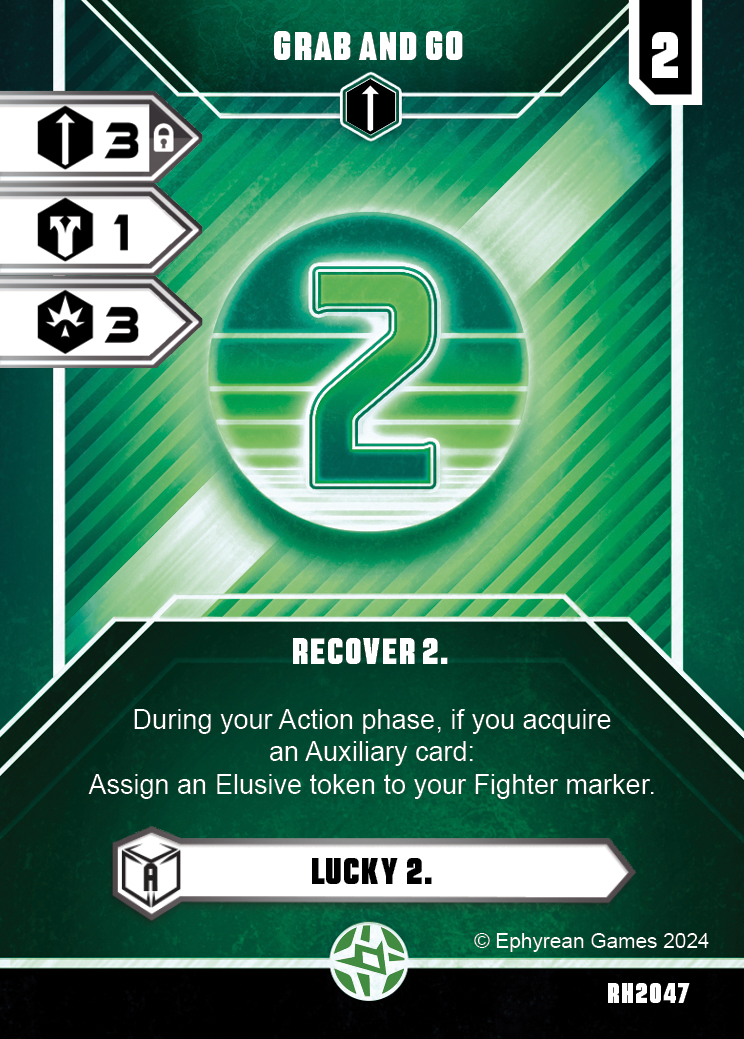 GRAB AND GO
2
3
1
3
2
RECOVER 2.
During your Action phase, if you acquire
an Auxiliary card:
Assign an Elusive token to your Fighter marker.
A
LUCKY 2.
© Ephyrean Games 2024
RH2047